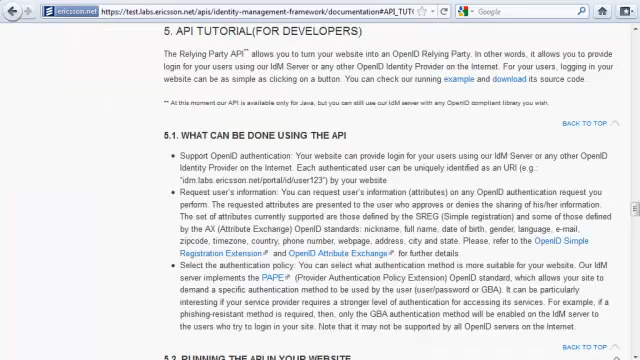 ericsson.net https://test.labs.ericsson.net/apis/identity-management-framework/documentation#API_TUTO Google
5. API TUTORIAL(FOR DEVELOPERS)
The Relying Party API** allows you to turn your website into an OpenID Relying Party. In other words, it allows you to provide
login for your users using our IdM Server or any other OpenID Identity Provider on the Internet. For your users, logging in your
website can be as simple as clicking on a button. You can check our running example and download its source code.
** At this moment our API is available only for Java, but you can still use our IdM server with any OpenID compliant library you wish.
BACK TO TOP
5.1. WHAT CAN BE DONE USING THE API
• Support OpenID authentication: Your website can provide login for your users using our IdM Server or any other OpenID
Identity Provider on the Internet. Each authenticated user can be uniquely identified as an URI (e.g.:
"idm.labs.ericsson.net/portal/id/user123") by your website
• Request user's information: You can request user's information (attributes) on any OpenID authentication request you
perform. The requested attributes are presented to the user who approves or denies the sharing of his/her information.
The set of attributes currently supported are those defined by the SREG (Simple registration) and some of those defined
by the AX (Attribute Exchange) OpenID standards: nickname, full name, date of birth, gender, language, e-mail,
zipcode, timezone, country, phone number, webpage, address, city and state. Please, refer to the OpenID Simple
Registration Extension and OpenID Attribute Exchange for further details
• Select the authentication policy: You can select what authentication method is more suitable for your website. Our IdM
server implements the PAPE (Provider Authentication Policy Extension) OpenID standard, which allows your site to
demand a specific authentication method to be used by the user (user/password or GBA). It can be particularly
interesting if your service provider requires a stronger level of authentication for accessing its services. For example, if a
phishing-resistant method is required, then, only the GBA authentication method will be enabled on the IdM server to
the users who try to login in your site. Note that it may not be supported by all OpenID servers on the Internet.
BACK TO TOP
5.2. RUNNING THE API IN YOUR WEBSITE